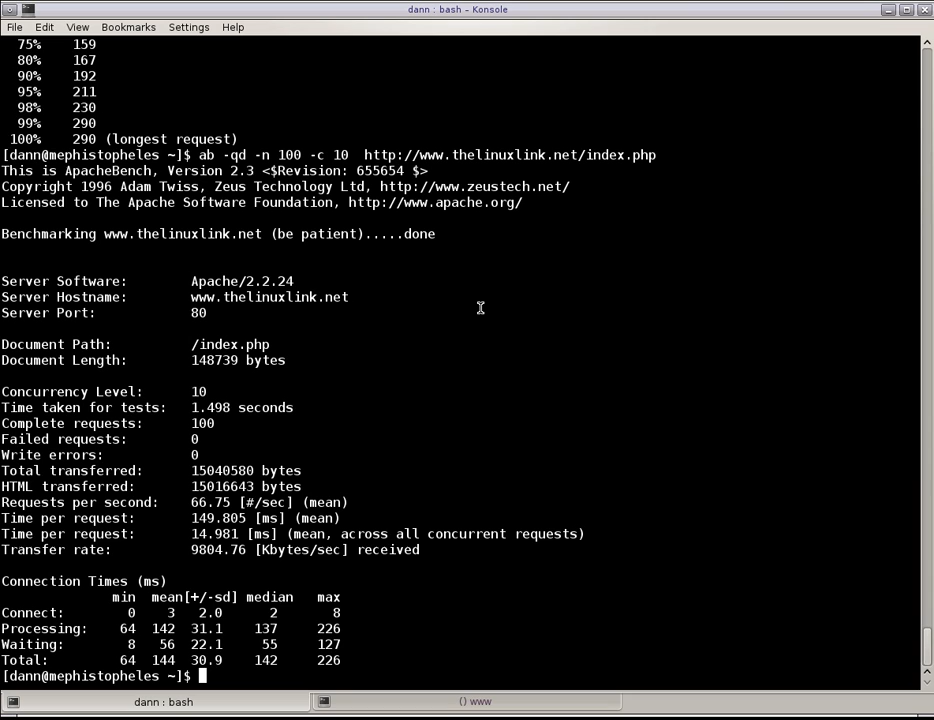 dann : bash – Konsole
File Edit View Bookmarks Settings Help
75% 159
80% 167
90% 192
95% 211
98% 230
99% 290
100% 290 (longest request)
[dann@mephistopheles ~]$ ab -qd -n 100 -c 10  http://www.thelinuxlink.net/index.php
This is ApacheBench, Version 2.3 <$Revision: 655654 $>
Copyright 1996 Adam Twiss, Zeus Technology Ltd, http://www.zeustech.net/
Licensed to The Apache Software Foundation, http://www.apache.org/
Benchmarking www.thelinuxlink.net (be patient).....done
Server Software: Apache/2.2.24
Server Hostname: www.thelinuxlink.net
Server Port: 80
Document Path: /index.php
Document Length: 148739 bytes
Concurrency Level: 10
Time taken for tests: 1.498 seconds
Complete requests: 100
Failed requests: 0
Write errors: 0
Total transferred: 15040580 bytes
HTML transferred: 15016643 bytes
Requests per second: 66.75 [#/sec] (mean)
Time per request: 149.805 [ms] (mean)
Time per request: 14.981 [ms] (mean, across all concurrent requests)
Transfer rate: 9804.76 [Kbytes/sec] received
Connection Times (ms)
min mean[+/-sd] median max
Connect: 0 3 2.0 2 8
Processing: 64 142 31.1 137 226
Waiting: 8 56 22.1 55 127
Total: 64 144 30.9 142 226
[dann@mephistopheles ~]$
dann : bash () www